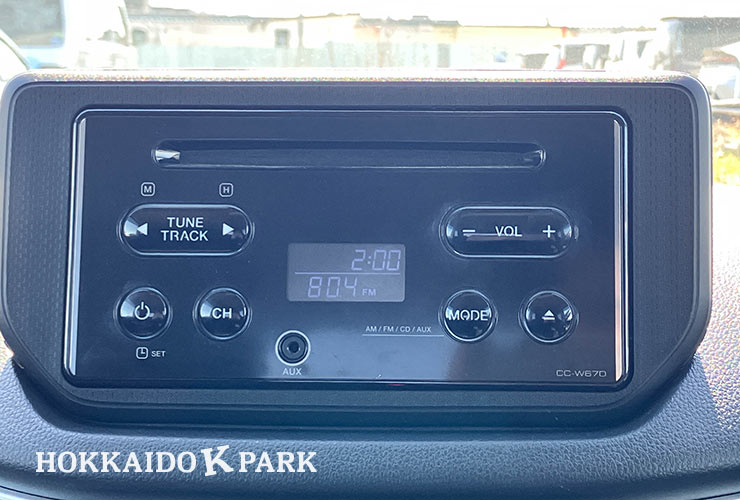 M H
TUNE
TRACK
− VOL +
2:00
80.4 FM
CH
MODE
AM / FM / CD / AUX
SET
AUX
CC-W67D
HOKKAIDO K PARK